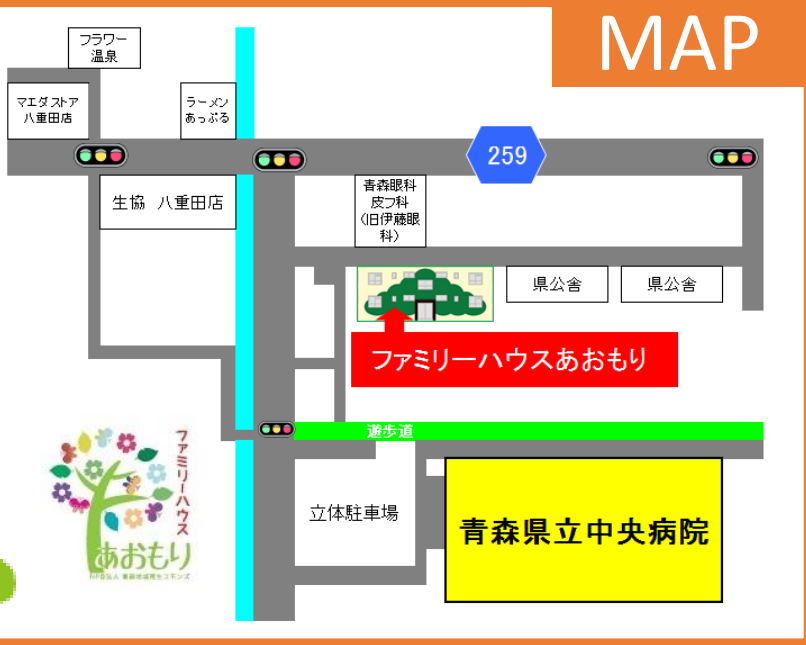 MAP
フラワー
温泉
マエダストア
八重田店
ラーメン
あっぷる
259
生協 八重田店
青森眼科
皮フ科
(旧伊藤眼
科)
県公舎
県公舎
ファミリーハウスあおもり
遊歩道
立体駐車場
青森県立中央病院
ファミリーハウス
あおもり